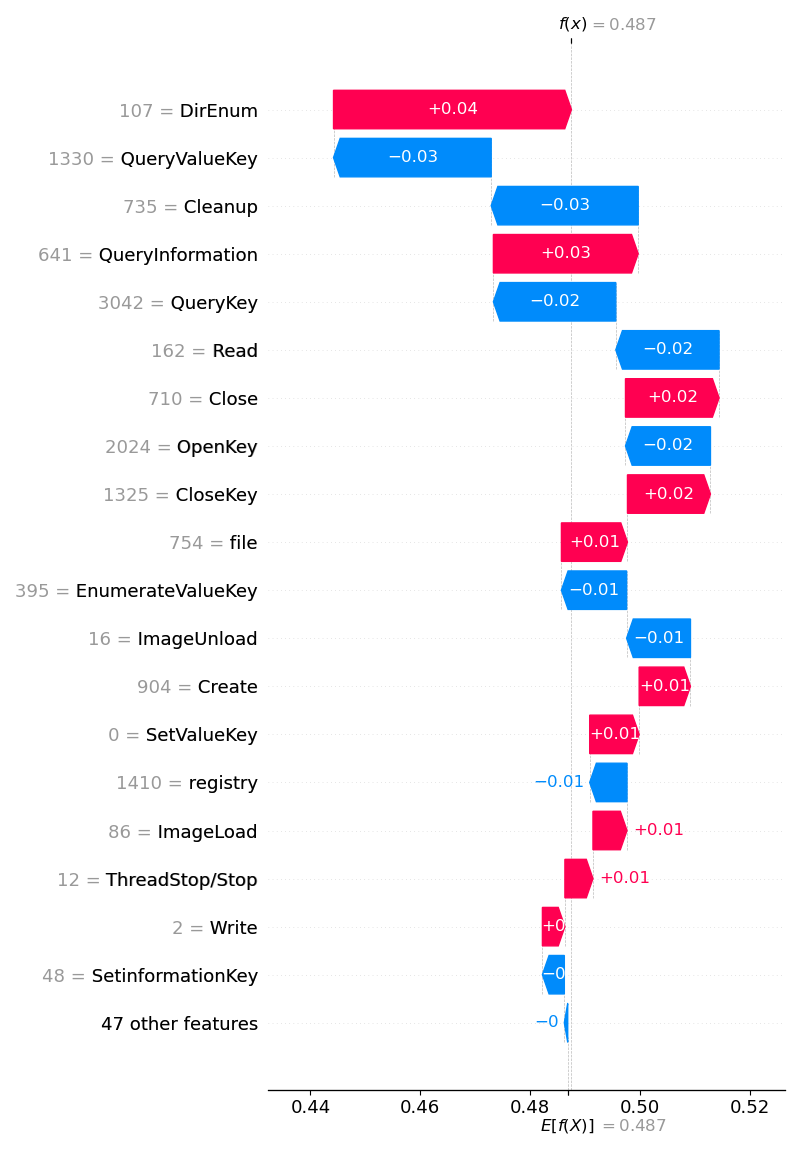 f(x) = 0.487
107 = DirEnum +0.04
1330 = QueryValueKey −0.03
735 = Cleanup −0.03
641 = QueryInformation +0.03
3042 = QueryKey −0.02
162 = Read −0.02
710 = Close +0.02
2024 = OpenKey −0.02
1325 = CloseKey +0.02
754 = file +0.01
395 = EnumerateValueKey −0.01
16 = ImageUnload −0.01
904 = Create +0.01
0 = SetValueKey +0.01
1410 = registry −0.01
86 = ImageLoad +0.01
12 = ThreadStop/Stop +0.01
2 = Write +0
48 = SetinformationKey −0
47 other features −0
0.44 0.46 0.48 0.50 0.52
E[f(X)] = 0.487